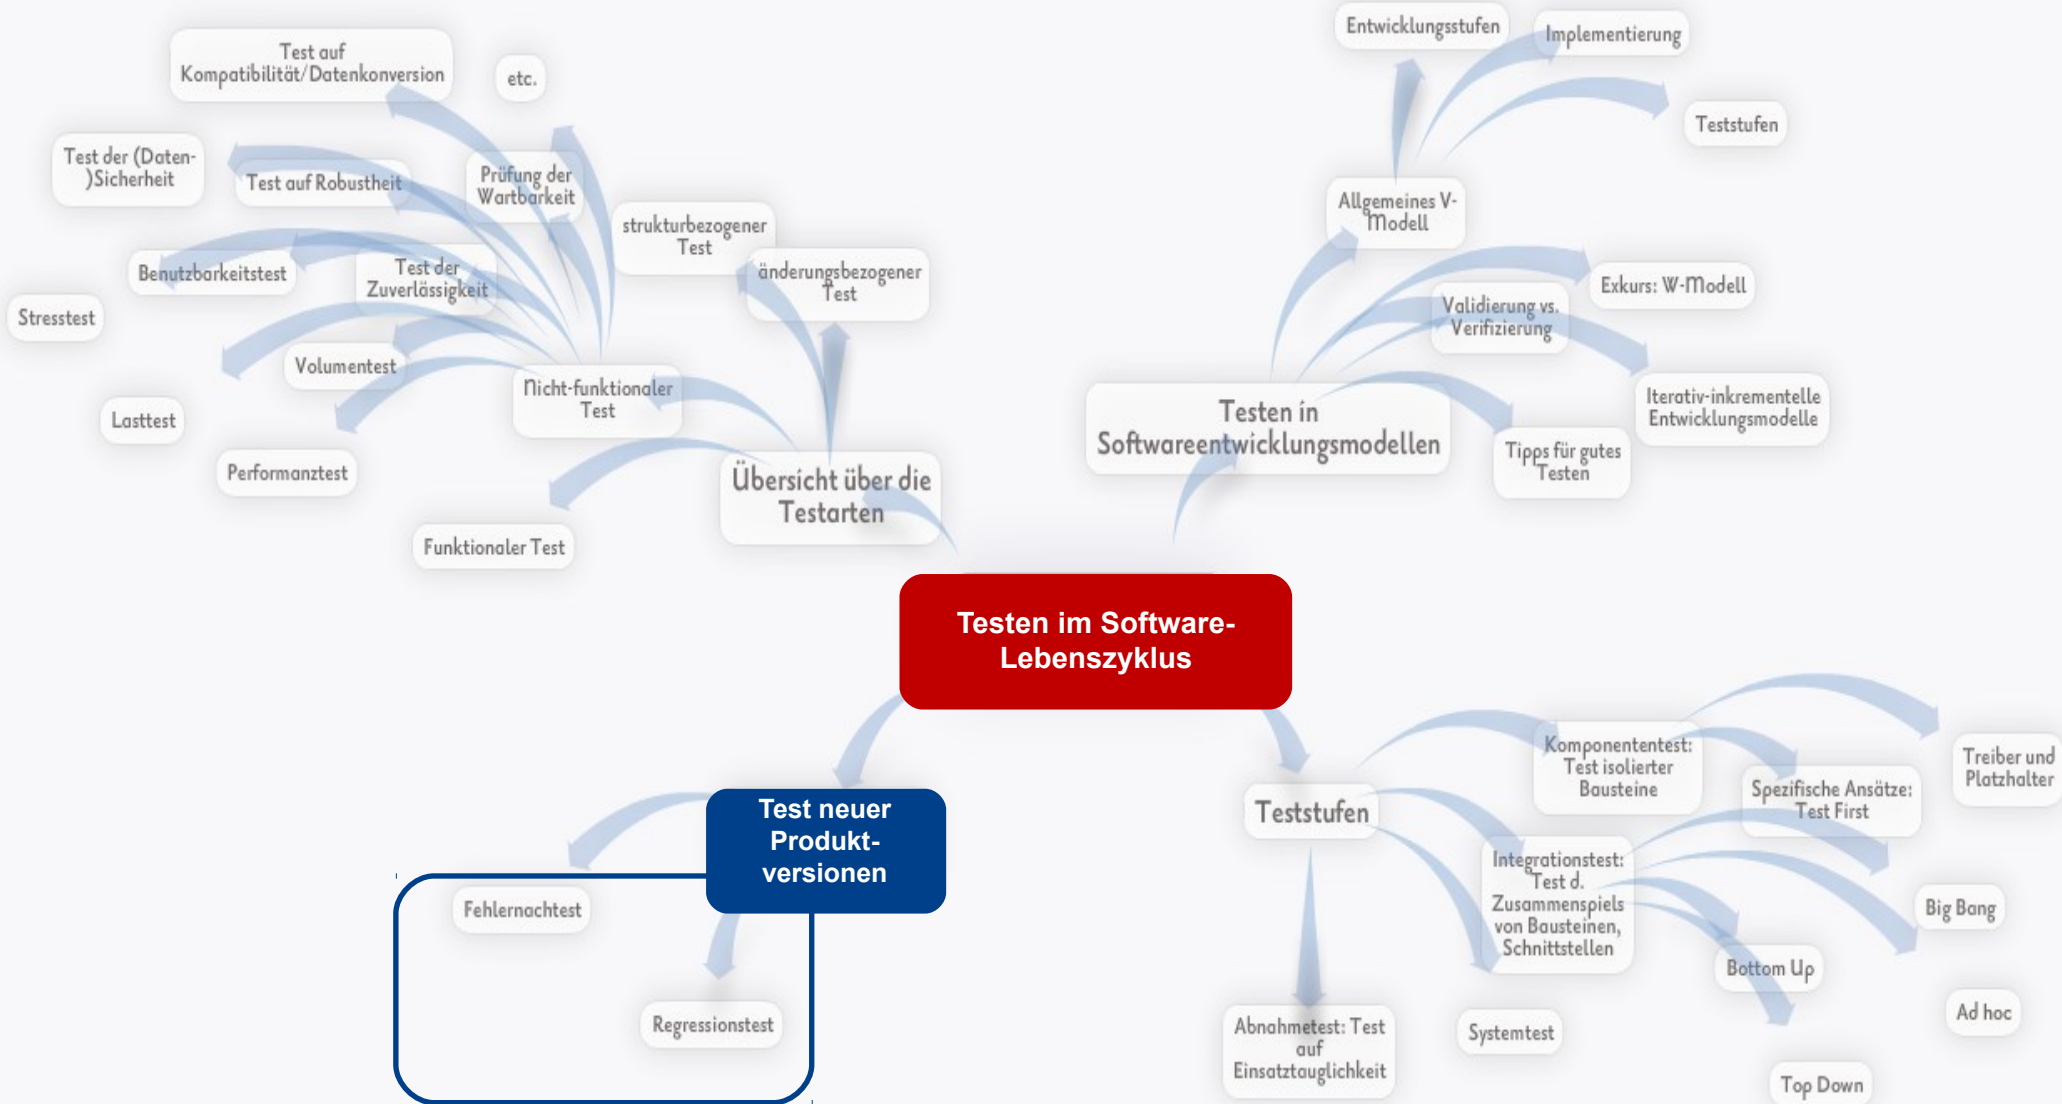 Entwicklungsstufen
Implementierung
Teststufen
Allgemeines V-
Modell
Exkurs: W-Modell
Validierung vs.
Verifizierung
Iterativ-inkrementelle
Entwicklungsmodelle
Tipps für gutes
Testen
Testen in
Softwareentwicklungsmodellen
Test auf
Kompatibilität/Datenkonversion
etc.
Test der (Daten-
)Sicherheit
Test auf Robustheit
Prüfung der
Wartbarkeit
strukturbezogener
Test
änderungsbezogener
Test
Benutzbarkeitstest
Test der
Zuverlässigkeit
Stresstest
Volumentest
Nicht-funktionaler
Test
Lasttest
Performanztest
Übersicht über die
Testarten
Funktionaler Test
Testen im Software-
Lebenszyklus
Test neuer
Produkt-
versionen
Fehlernachtest
Regressionstest
Teststufen
Komponententest:
Test isolierter
Bausteine
Treiber und
Platzhalter
Spezifische Ansätze:
Test First
Integrationstest:
Test d.
Zusammenspiels
von Bausteinen,
Schnittstellen
Big Bang
Bottom Up
Ad hoc
Top Down
Systemtest
Abnahmetest: Test
auf
Einsatztauglichkeit